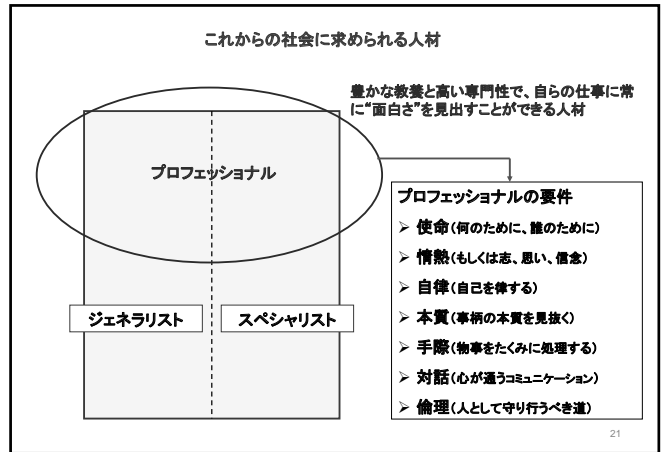 これからの社会に求められる人材
豊かな教養と高い専門性で、自らの仕事に常
に“面白さ”を見出すことができる人材
プロフェッショナル
ジェネラリスト
スペシャリスト
プロフェッショナルの要件
➢ 使命(何のために、誰のために)
➢ 情熱(もしくは志、思い、信念)
➢ 自律(自己を律する)
➢ 本質(事柄の本質を見抜く)
➢ 手際(物事をたくみに処理する)
➢ 対話(心が通うコミュニケーション)
➢ 倫理(人として守り行うべき道)
21